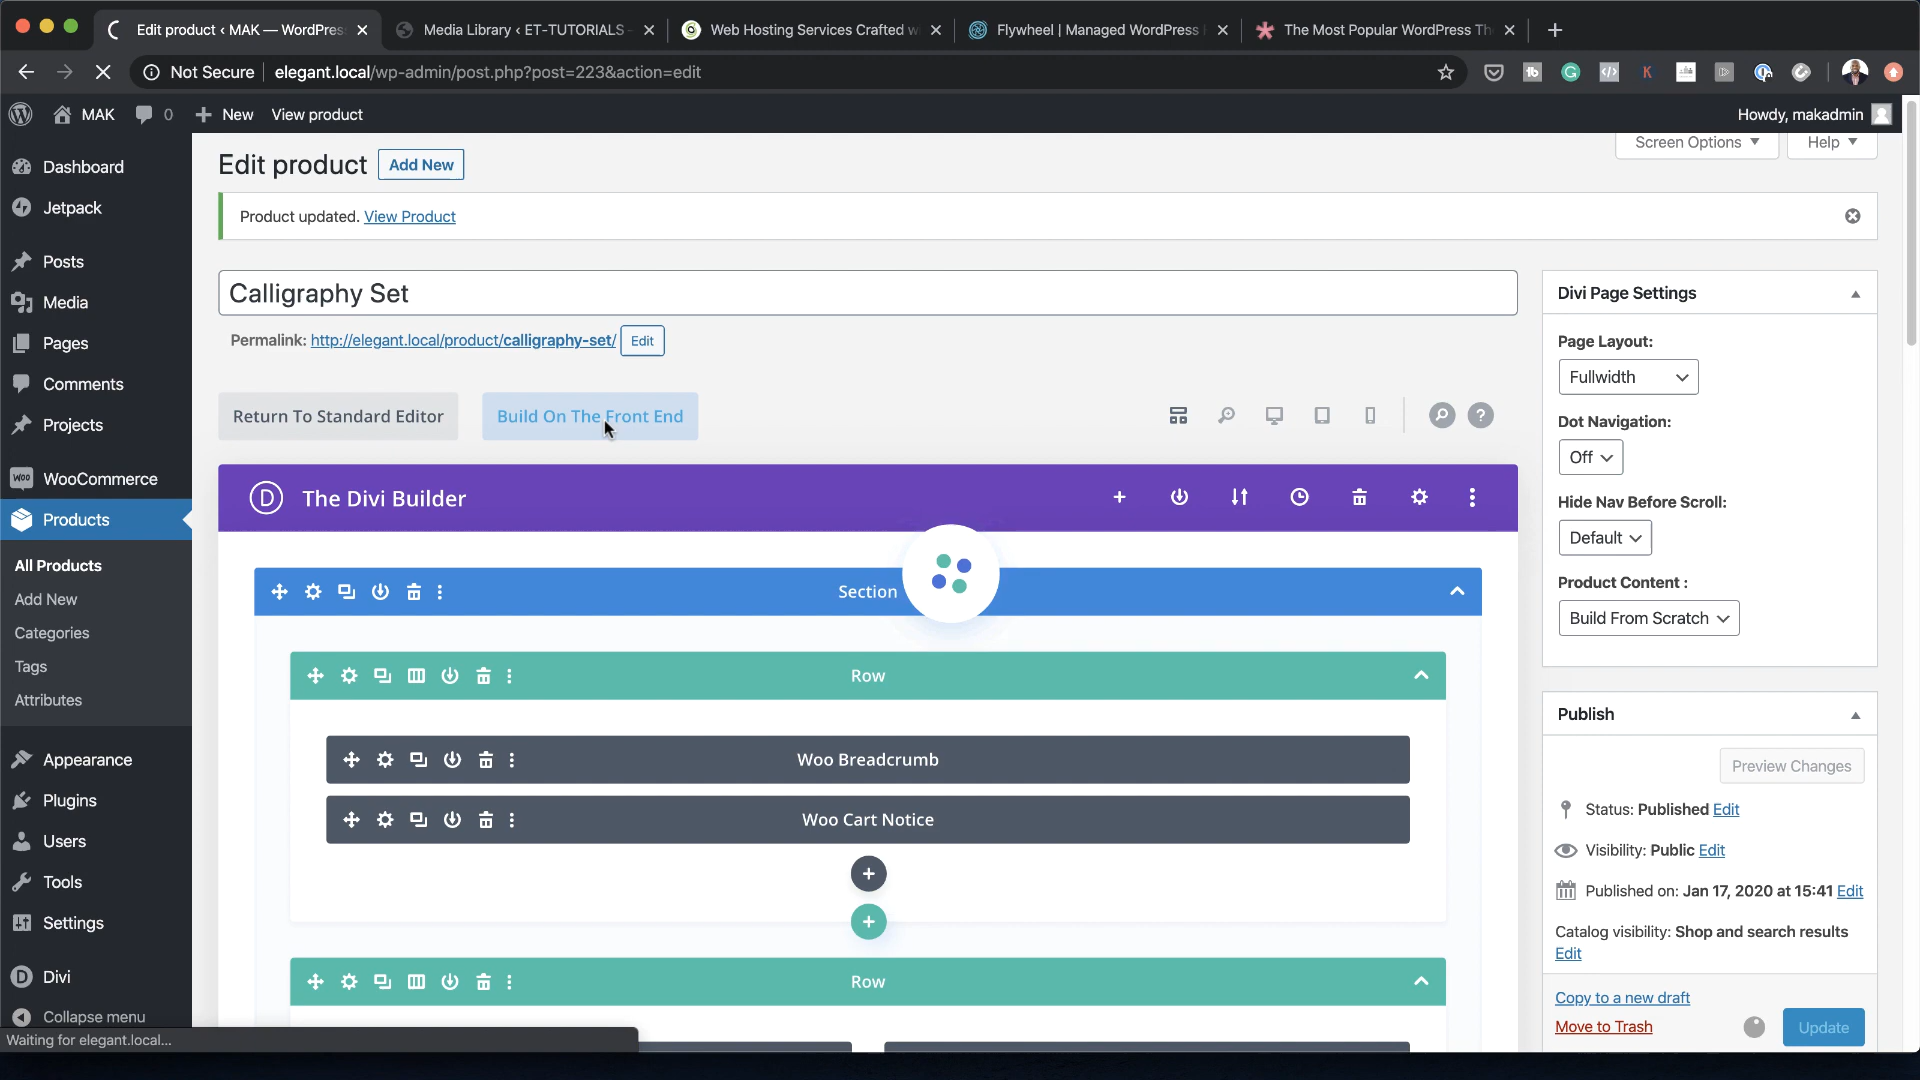 Edit product ‹ MAK — WordPres
Media Library ‹ ET-TUTORIALS
Web Hosting Services Crafted w
Flywheel | Managed WordPress
The Most Popular WordPress Th
Not Secure
elegant.local/wp-admin/post.php?post=223&action=edit
MAK
0
New
View product
Howdy, makadmin
Dashboard
Jetpack
Posts
Media
Pages
Comments
Projects
WooCommerce
Products
All Products
Add New
Categories
Tags
Attributes
Appearance
Plugins
Users
Tools
Settings
Divi
Collapse menu
Waiting for elegant.local...
Screen Options
Help
Edit product
Add New
Product updated. View Product
Calligraphy Set
Permalink: http://elegant.local/product/calligraphy-set/ Edit
Return To Standard Editor
Build On The Front End
D The Divi Builder
Section
Row
Woo Breadcrumb
Woo Cart Notice
Row
Divi Page Settings
Page Layout:
Fullwidth
Dot Navigation:
Off
Hide Nav Before Scroll:
Default
Product Content :
Build From Scratch
Publish
Preview Changes
Status: Published Edit
Visibility: Public Edit
Published on: Jan 17, 2020 at 15:41 Edit
Catalog visibility: Shop and search results
Edit
Copy to a new draft
Move to Trash
Update